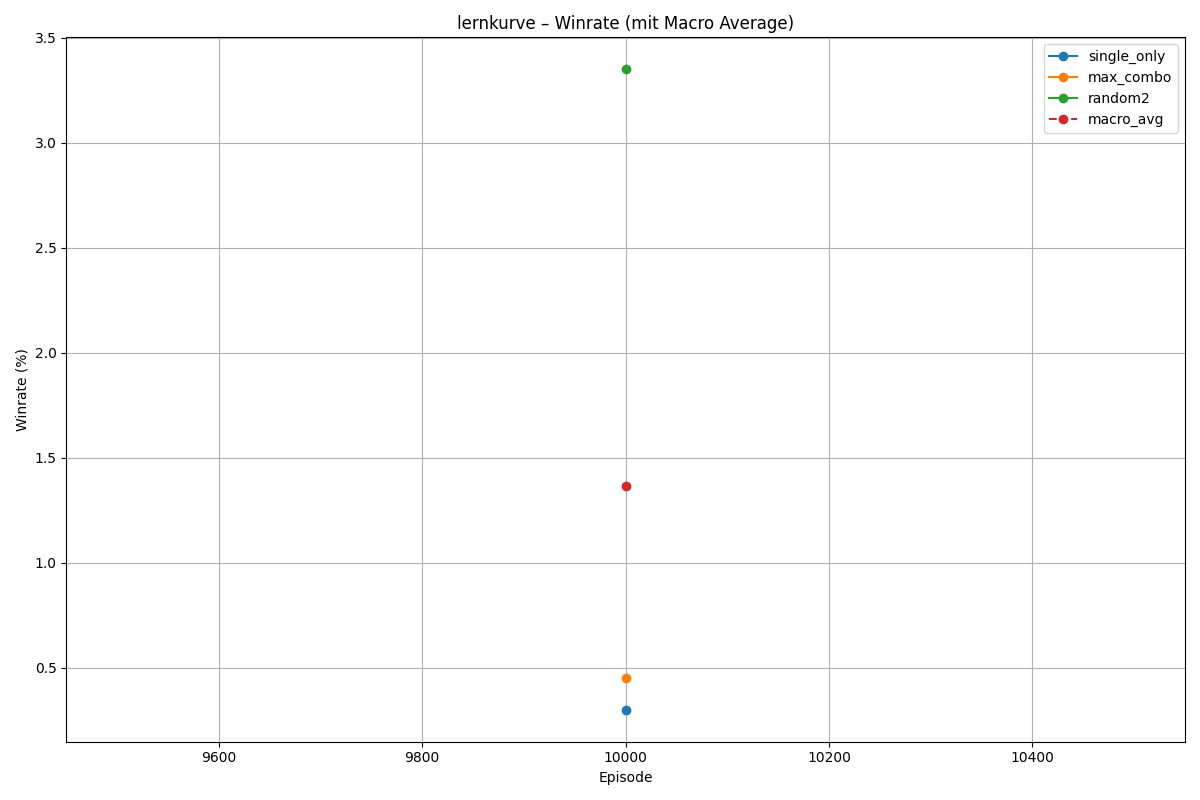 lernkurve – Winrate (mit Macro Average)
single_only
max_combo
random2
macro_avg
Winrate (%)
3.5
3.0
2.5
2.0
1.5
1.0
0.5
9600
9800
10000
10200
10400
Episode